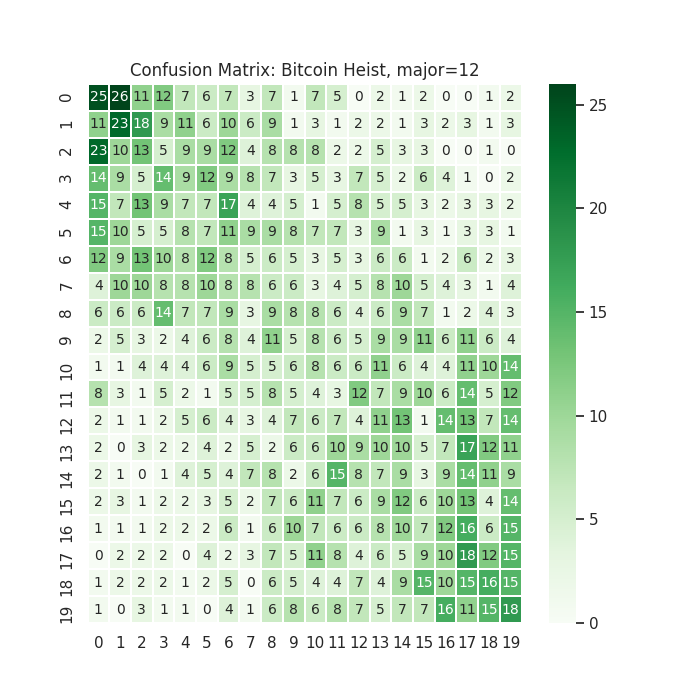 Confusion Matrix: Bitcoin Heist, major=12
0 25 26 11 12 7 6 7 3 7 1 7 5 0 2 1 2 0 0 1 2
1 11 23 18 9 11 6 10 6 9 1 3 1 2 2 1 3 2 3 1 3
2 23 10 13 5 9 9 12 4 8 8 8 2 2 5 3 3 0 0 1 0
3 14 9 5 14 9 12 9 8 7 3 5 3 7 5 2 6 4 1 0 2
4 15 7 13 9 7 7 17 4 4 5 1 5 8 5 5 3 2 3 3 2
5 15 10 5 5 8 7 11 9 9 8 7 7 3 9 1 3 1 3 3 1
6 12 9 13 10 8 12 8 5 6 5 3 5 3 6 6 1 2 6 2 3
7 4 10 10 8 8 10 8 8 6 6 3 4 5 8 10 5 4 3 1 4
8 6 6 6 14 7 7 9 3 9 8 8 6 4 6 9 7 1 2 4 3
9 2 5 3 2 4 6 8 4 11 5 8 6 5 9 9 11 6 11 6 4
10 1 1 4 4 4 6 9 5 5 6 8 6 6 11 6 4 4 11 10 14
11 8 3 1 5 2 1 5 5 8 5 4 3 12 7 9 10 6 14 5 12
12 2 1 1 2 5 6 4 3 4 7 6 7 4 11 13 1 14 13 7 14
13 2 0 3 2 2 4 2 5 2 6 6 10 9 10 10 5 7 17 12 11
14 2 1 0 1 4 5 4 7 8 2 6 15 8 7 9 3 9 14 11 9
15 2 3 1 2 2 3 5 2 7 6 11 7 6 9 12 6 10 13 4 14
16 1 1 1 2 2 2 6 1 6 10 7 6 6 8 10 7 12 16 6 15
17 0 2 2 2 0 4 2 3 7 5 11 8 4 6 5 9 10 18 12 15
18 1 2 2 2 1 2 5 0 6 5 4 4 7 4 9 15 10 15 16 15
19 1 0 3 1 1 0 4 1 6 8 6 8 7 5 7 7 16 11 15 18
0 1 2 3 4 5 6 7 8 9 10 11 12 13 14 15 16 17 18 19
25
20
15
10
5
0